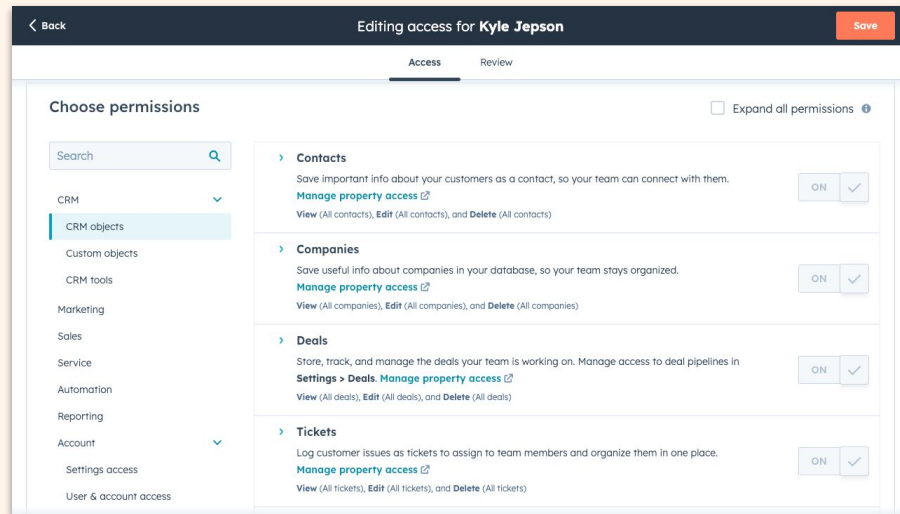 Back
Editing access for Kyle Jepson
Save
Access
Review
Choose permissions
Expand all permissions
Search
CRM
CRM objects
Custom objects
CRM tools
Marketing
Sales
Service
Automation
Reporting
Account
Settings access
User & account access
Contacts
Save important info about your customers as a contact, so your team can connect with them.
Manage property access
View (All contacts), Edit (All contacts), and Delete (All contacts)
ON
Companies
Save useful info about companies in your database, so your team stays organized.
Manage property access
View (All companies), Edit (All companies), and Delete (All companies)
ON
Deals
Store, track, and manage the deals your team is working on. Manage access to deal pipelines in
Settings > Deals. Manage property access
View (All deals), Edit (All deals), and Delete (All deals)
ON
Tickets
Log customer issues as tickets to assign to team members and organize them in one place.
Manage property access
View (All tickets), Edit (All tickets), and Delete (All tickets)
ON